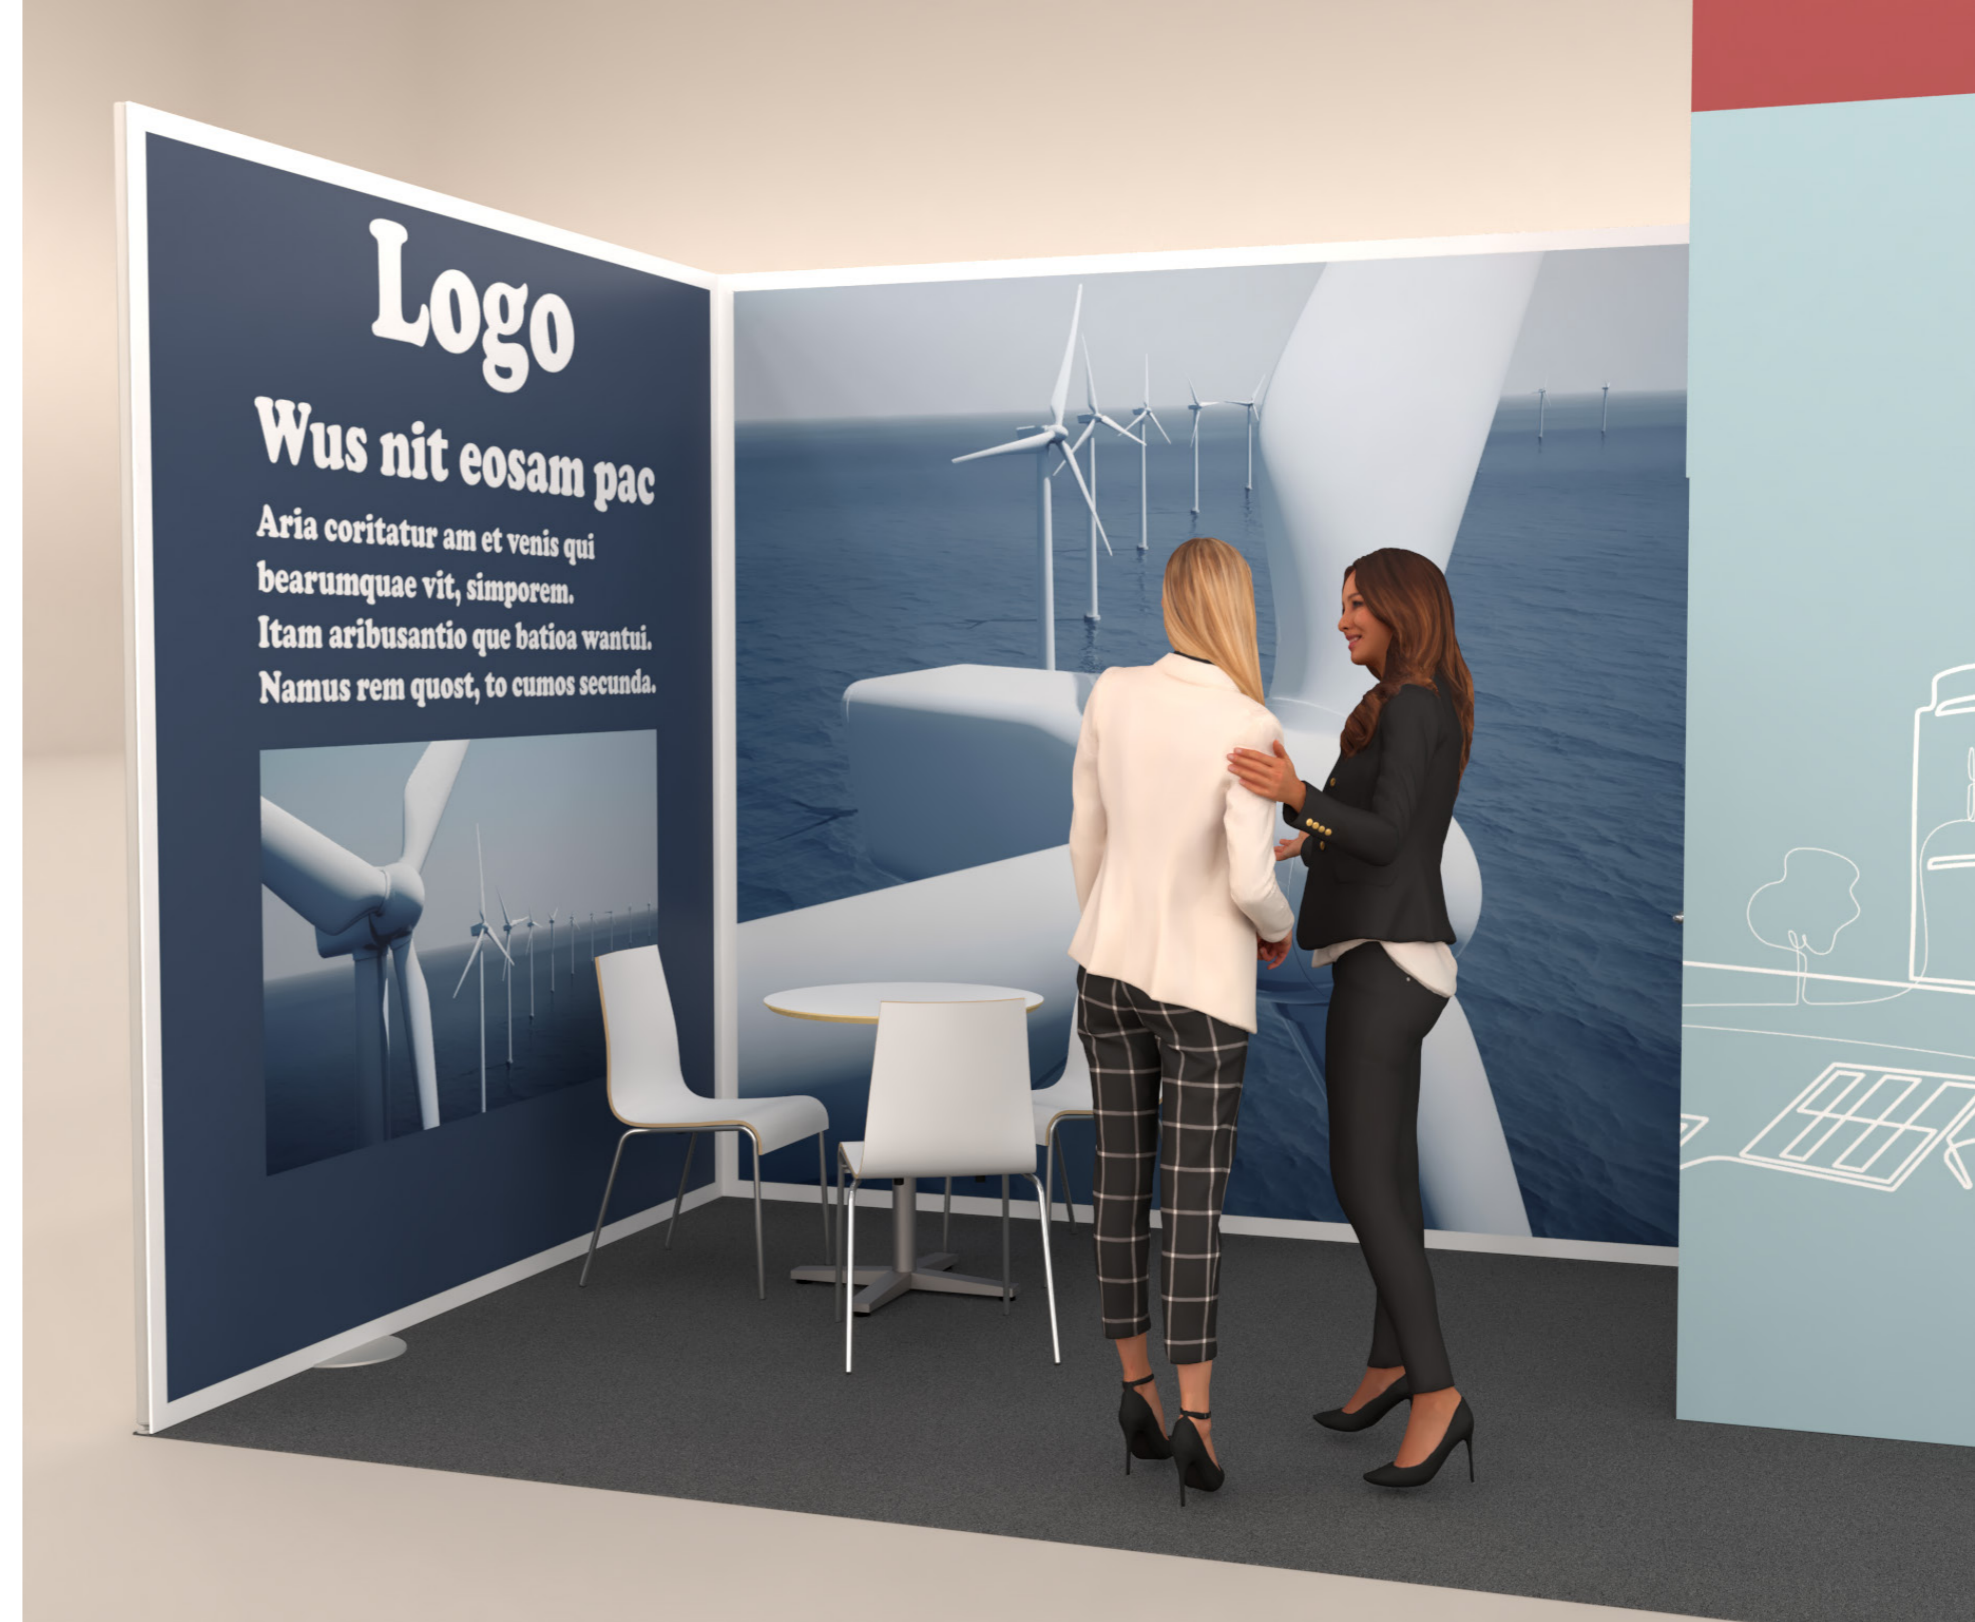 Logo
Wus nit eosam pac
Aria coritatur am et venis qui
bearumquae vit, simporem.
Itam aribusantio que batioa wantui.
Namus rem quost, to cumos secunda.